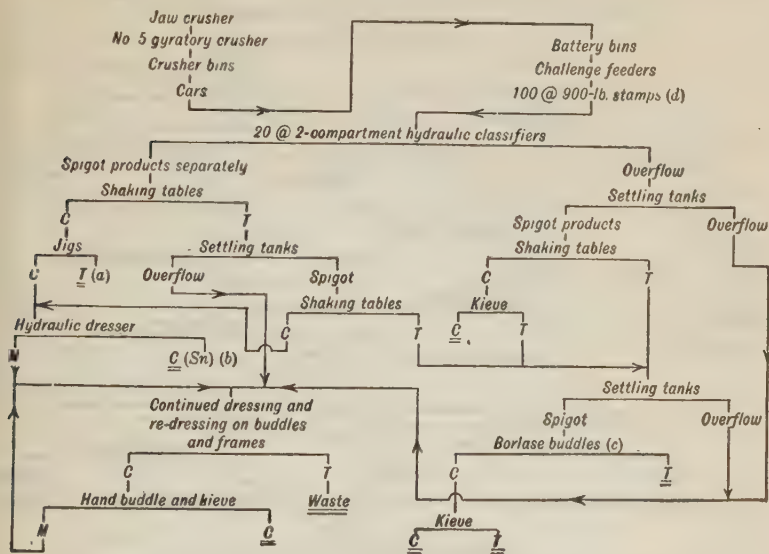 Jaw crusher
No 5 gyratory crusher
Crusher bins
Cars
Battery bins
Challenge feeders
100 @ 900-lb. stamps (d)
20 @ 2-compartment hydraulic classifiers
Spigot products separately
Shaking tables
C T
Jigs
C T (a)
Settling tanks
Overflow Spigot
Shaking tables
C T
Hydraulic dresser
M C (Sn) (b)
Continued dressing and
re-dressing on buddles
and frames
C T
Hand buddle and kieve Waste
M C
Overflow
Settling tanks
Spigot products Overflow
Shaking tables
C T
Kieve
C T
Settling tanks
Spigot Overflow
Borlase buddles (c)
C T
Kieve
C T